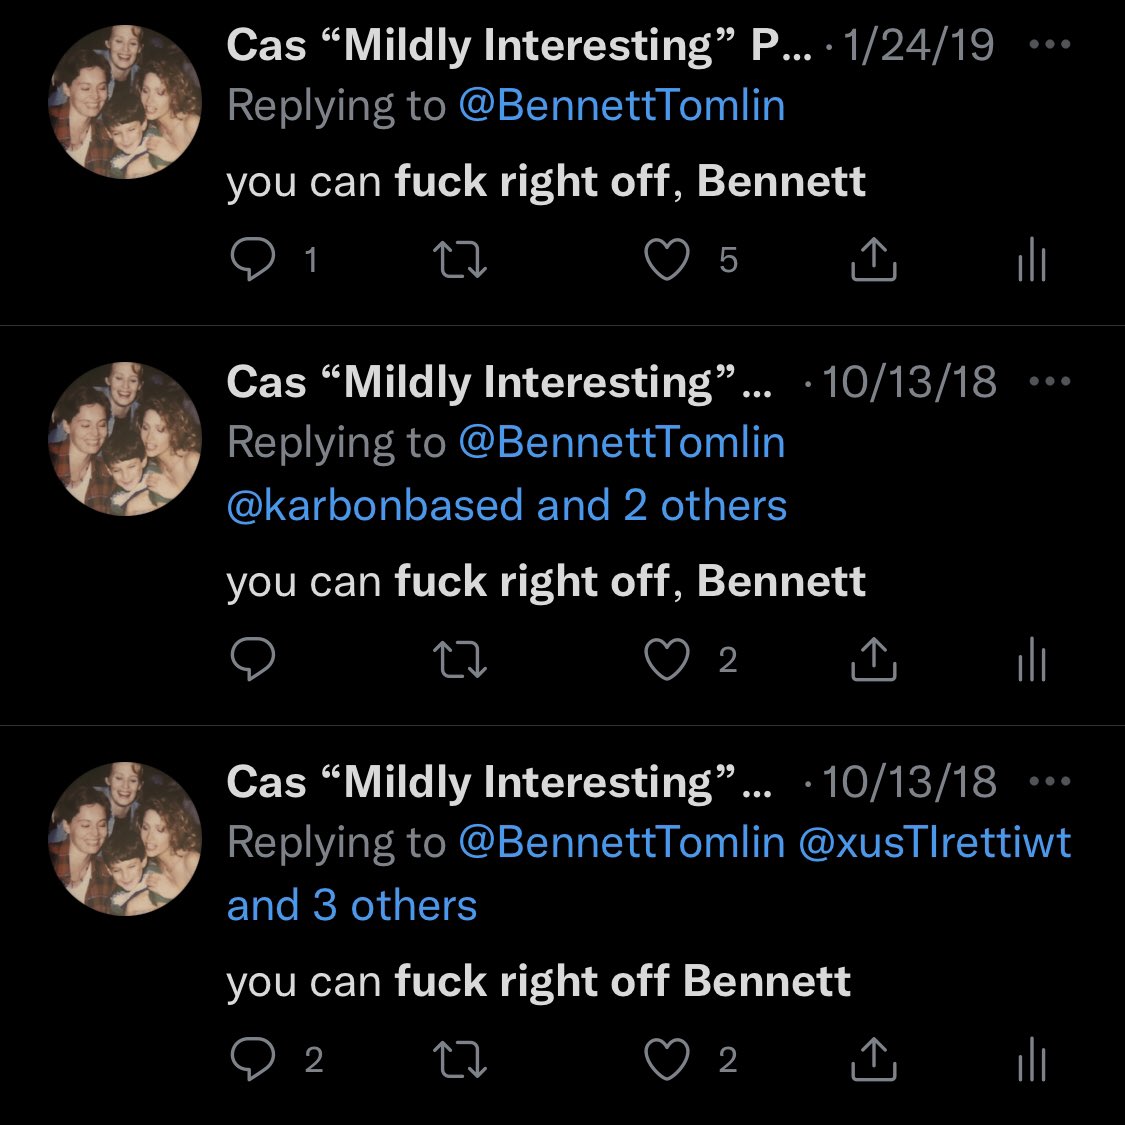 Cas “Mildly Interesting” P... · 1/24/19
Replying to @BennettTomlin
you can fuck right off, Bennett
1 5
Cas “Mildly Interesting”... · 10/13/18
Replying to @BennettTomlin
@karbonbased and 2 others
you can fuck right off, Bennett
2
Cas “Mildly Interesting”... · 10/13/18
Replying to @BennettTomlin @xusTIrettiwt
and 3 others
you can fuck right off Bennett
2 2